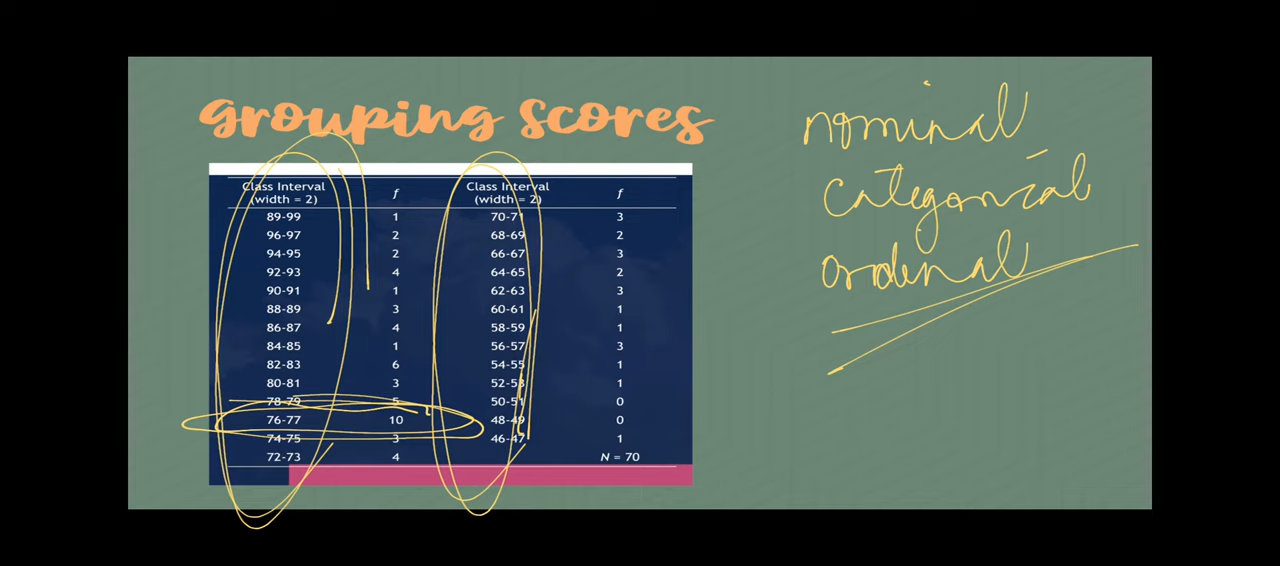 Grouping Scores
Class Interval (width = 2) f Class Interval (width = 2) f
89-99 1 70-71 3
96-97 2 68-69 2
94-95 2 66-67 3
92-93 4 64-65 2
90-91 1 62-63 3
88-89 3 60-61 1
86-87 4 58-59 1
84-85 1 56-57 3
82-83 6 54-55 1
80-81 3 52-53 1
78-79 5 50-51 0
76-77 10 48-49 0
74-75 3 46-47 1
72-73 4 N = 70
nominal
categorical
ordinal